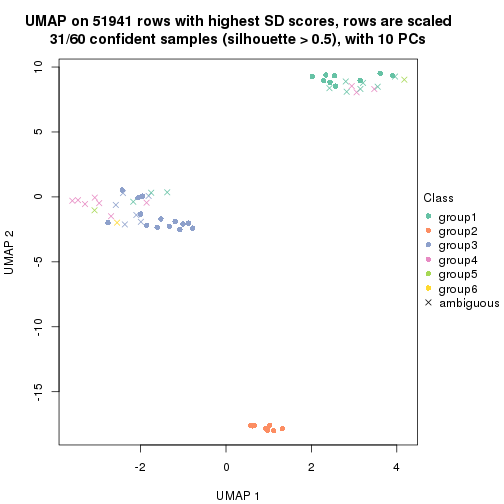 UMAP on 51941 rows with highest SD scores, rows are scaled
31/60 confident samples (silhouette > 0.5), with 10 PCs
10
5
0
-5
-10
-15
UMAP 2
-2
0
2
4
UMAP 1
Class
group1
group2
group3
group4
group5
group6
ambiguous